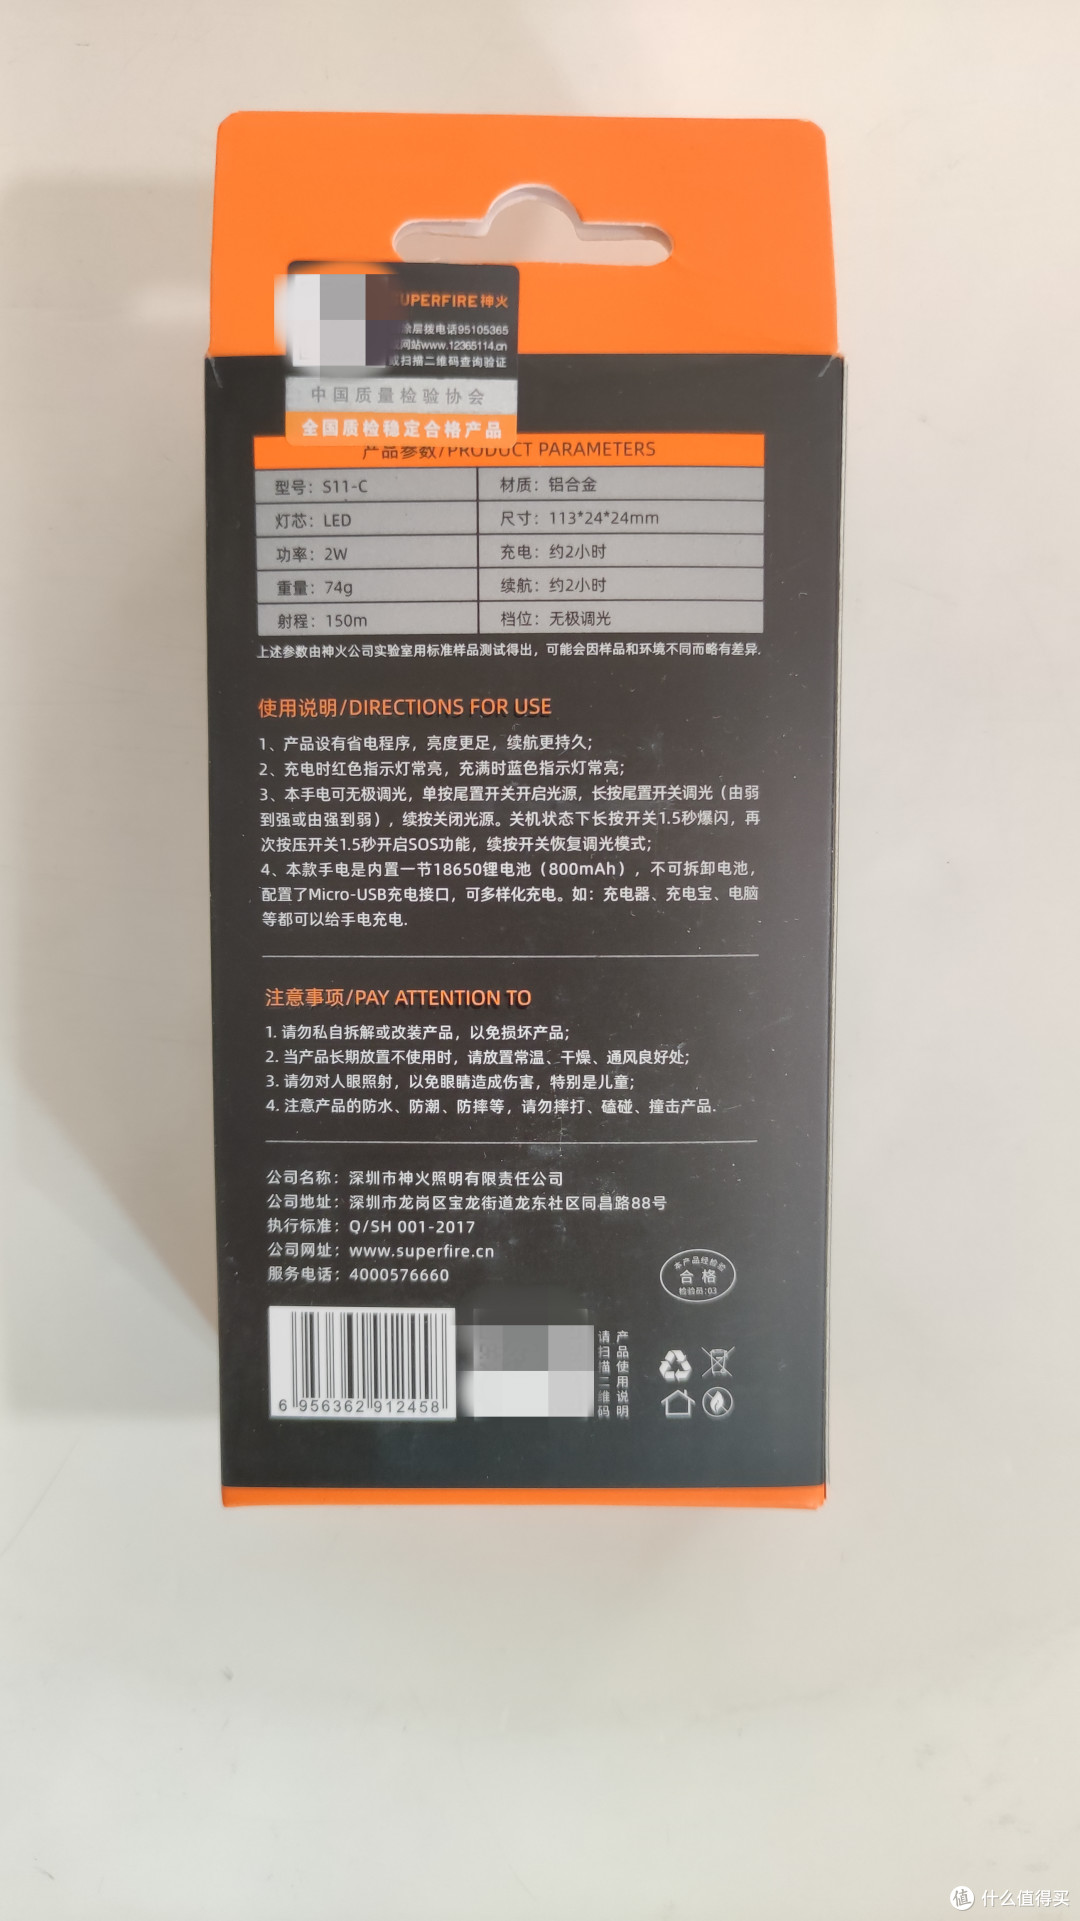 SUPERFIRE 神火
涂层拨电话95105365
网站www.12365114.cn
或扫描二维码查询验证
中国质量检验协会
全国质检稳定合格产品
产品参数/PRODUCT PARAMETERS
型号：S11-C 材质：铝合金
灯芯：LED 尺寸：113*24*24mm
功率：2W 充电：约2小时
重量：74g 续航：约2小时
射程：150m 档位：无极调光
上述参数由神火公司实验室用标准样品测试得出，可能会因样品和环境不同而略有差异.
使用说明/DIRECTIONS FOR USE
1、产品设有省电程序，亮度更足，续航更持久；
2、充电时红色指示灯常亮，充满时蓝色指示灯常亮；
3、本手电可无极调光，单按尾置开关开启光源，长按尾置开关调光（由弱
到强或由强到弱），续按关闭光源。关机状态下长按开关1.5秒爆闪，再
次按压开关1.5秒开启SOS功能，续按开关恢复调光模式；
4、本款手电是内置一节18650锂电池（800mAh），不可拆卸电池，
配置了Micro-USB充电接口，可多样化充电。如：充电器、充电宝、电脑
等都可以给手电充电.
注意事项/PAY ATTENTION TO
1. 请勿私自拆解或改装产品，以免损坏产品；
2. 当产品长期放置不使用时，请放置常温、干燥、通风良好处；
3. 请勿对人眼照射，以免眼睛造成伤害，特别是儿童；
4. 注意产品的防水、防潮、防摔等，请勿摔打、磕碰、撞击产品.
公司名称：深圳市神火照明有限责任公司
公司地址：深圳市龙岗区宝龙街道龙东社区同昌路88号
执行标准：Q/SH 001-2017
公司网址：www.superfire.cn
服务电话：4000576660
本产品经检验
合格
检验员:03
6 956362 912458
产品使用说明
请扫描二维码
值 什么值得买